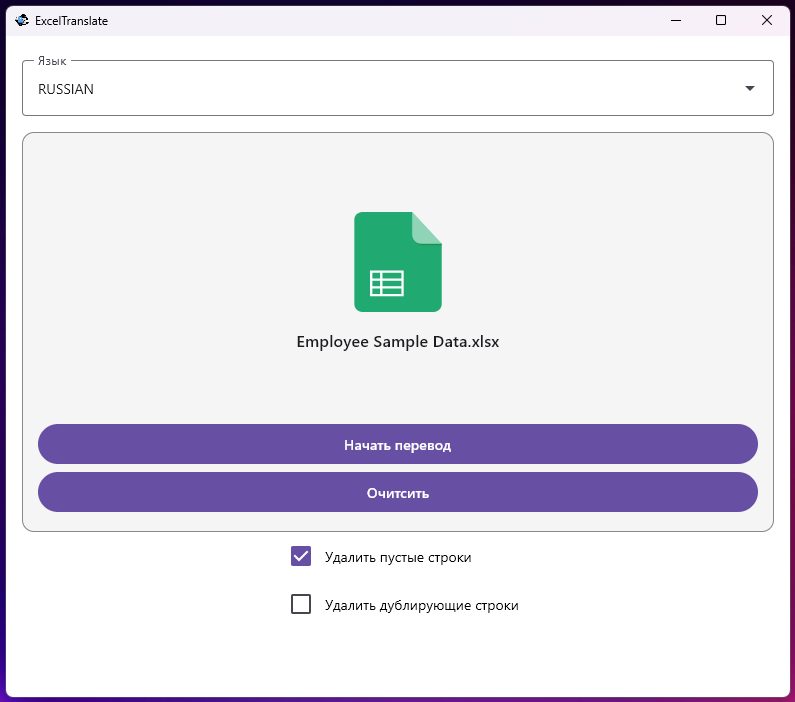 ExcelTranslate
Язык
RUSSIAN
Employee Sample Data.xlsx
Начать перевод
Очитсить
Удалить пустые строки
Удалить дублирующие строки